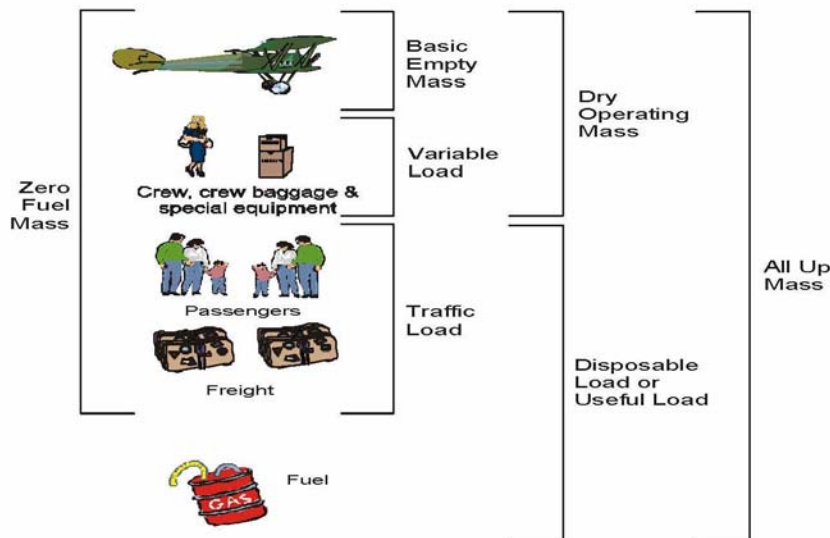 Basic
Empty
Mass
Dry
Operating
Mass
Variable
Load
Zero
Fuel
Mass
Crew, crew baggage &
special equipment
All Up
Mass
Passengers
Traffic
Load
Freight
Disposable
Load or
Useful Load
Fuel
GAS